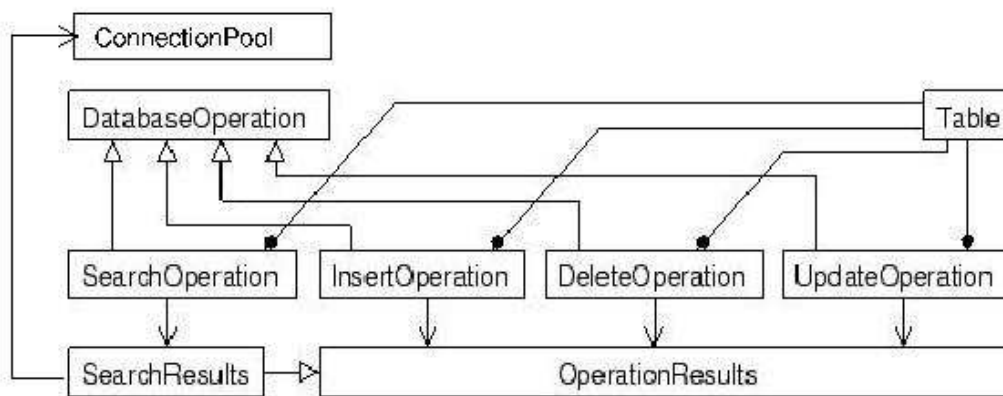 ConnectionPool
DatabaseOperation
Table
SearchOperation
InsertOperation
DeleteOperation
UpdateOperation
SearchResults
OperationResults